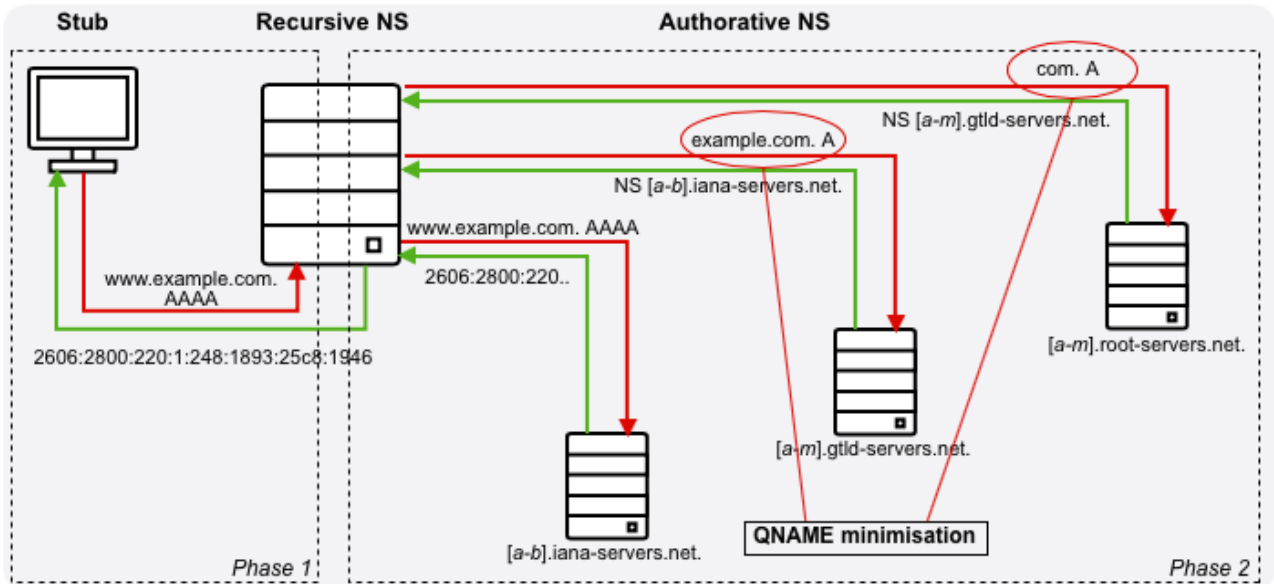 Stub
Recursive NS
Authorative NS
com. A
NS [a-m].gtld-servers.net.
example.com. A
NS [a-b].iana-servers.net.
www.example.com. AAAA
2606:2800:220..
www.example.com.
AAAA
2606:2800:220:1:248:1893:25c8:1946
[a-m].root-servers.net.
[a-m].gtld-servers.net.
[a-b].iana-servers.net.
QNAME minimisation
Phase 1
Phase 2